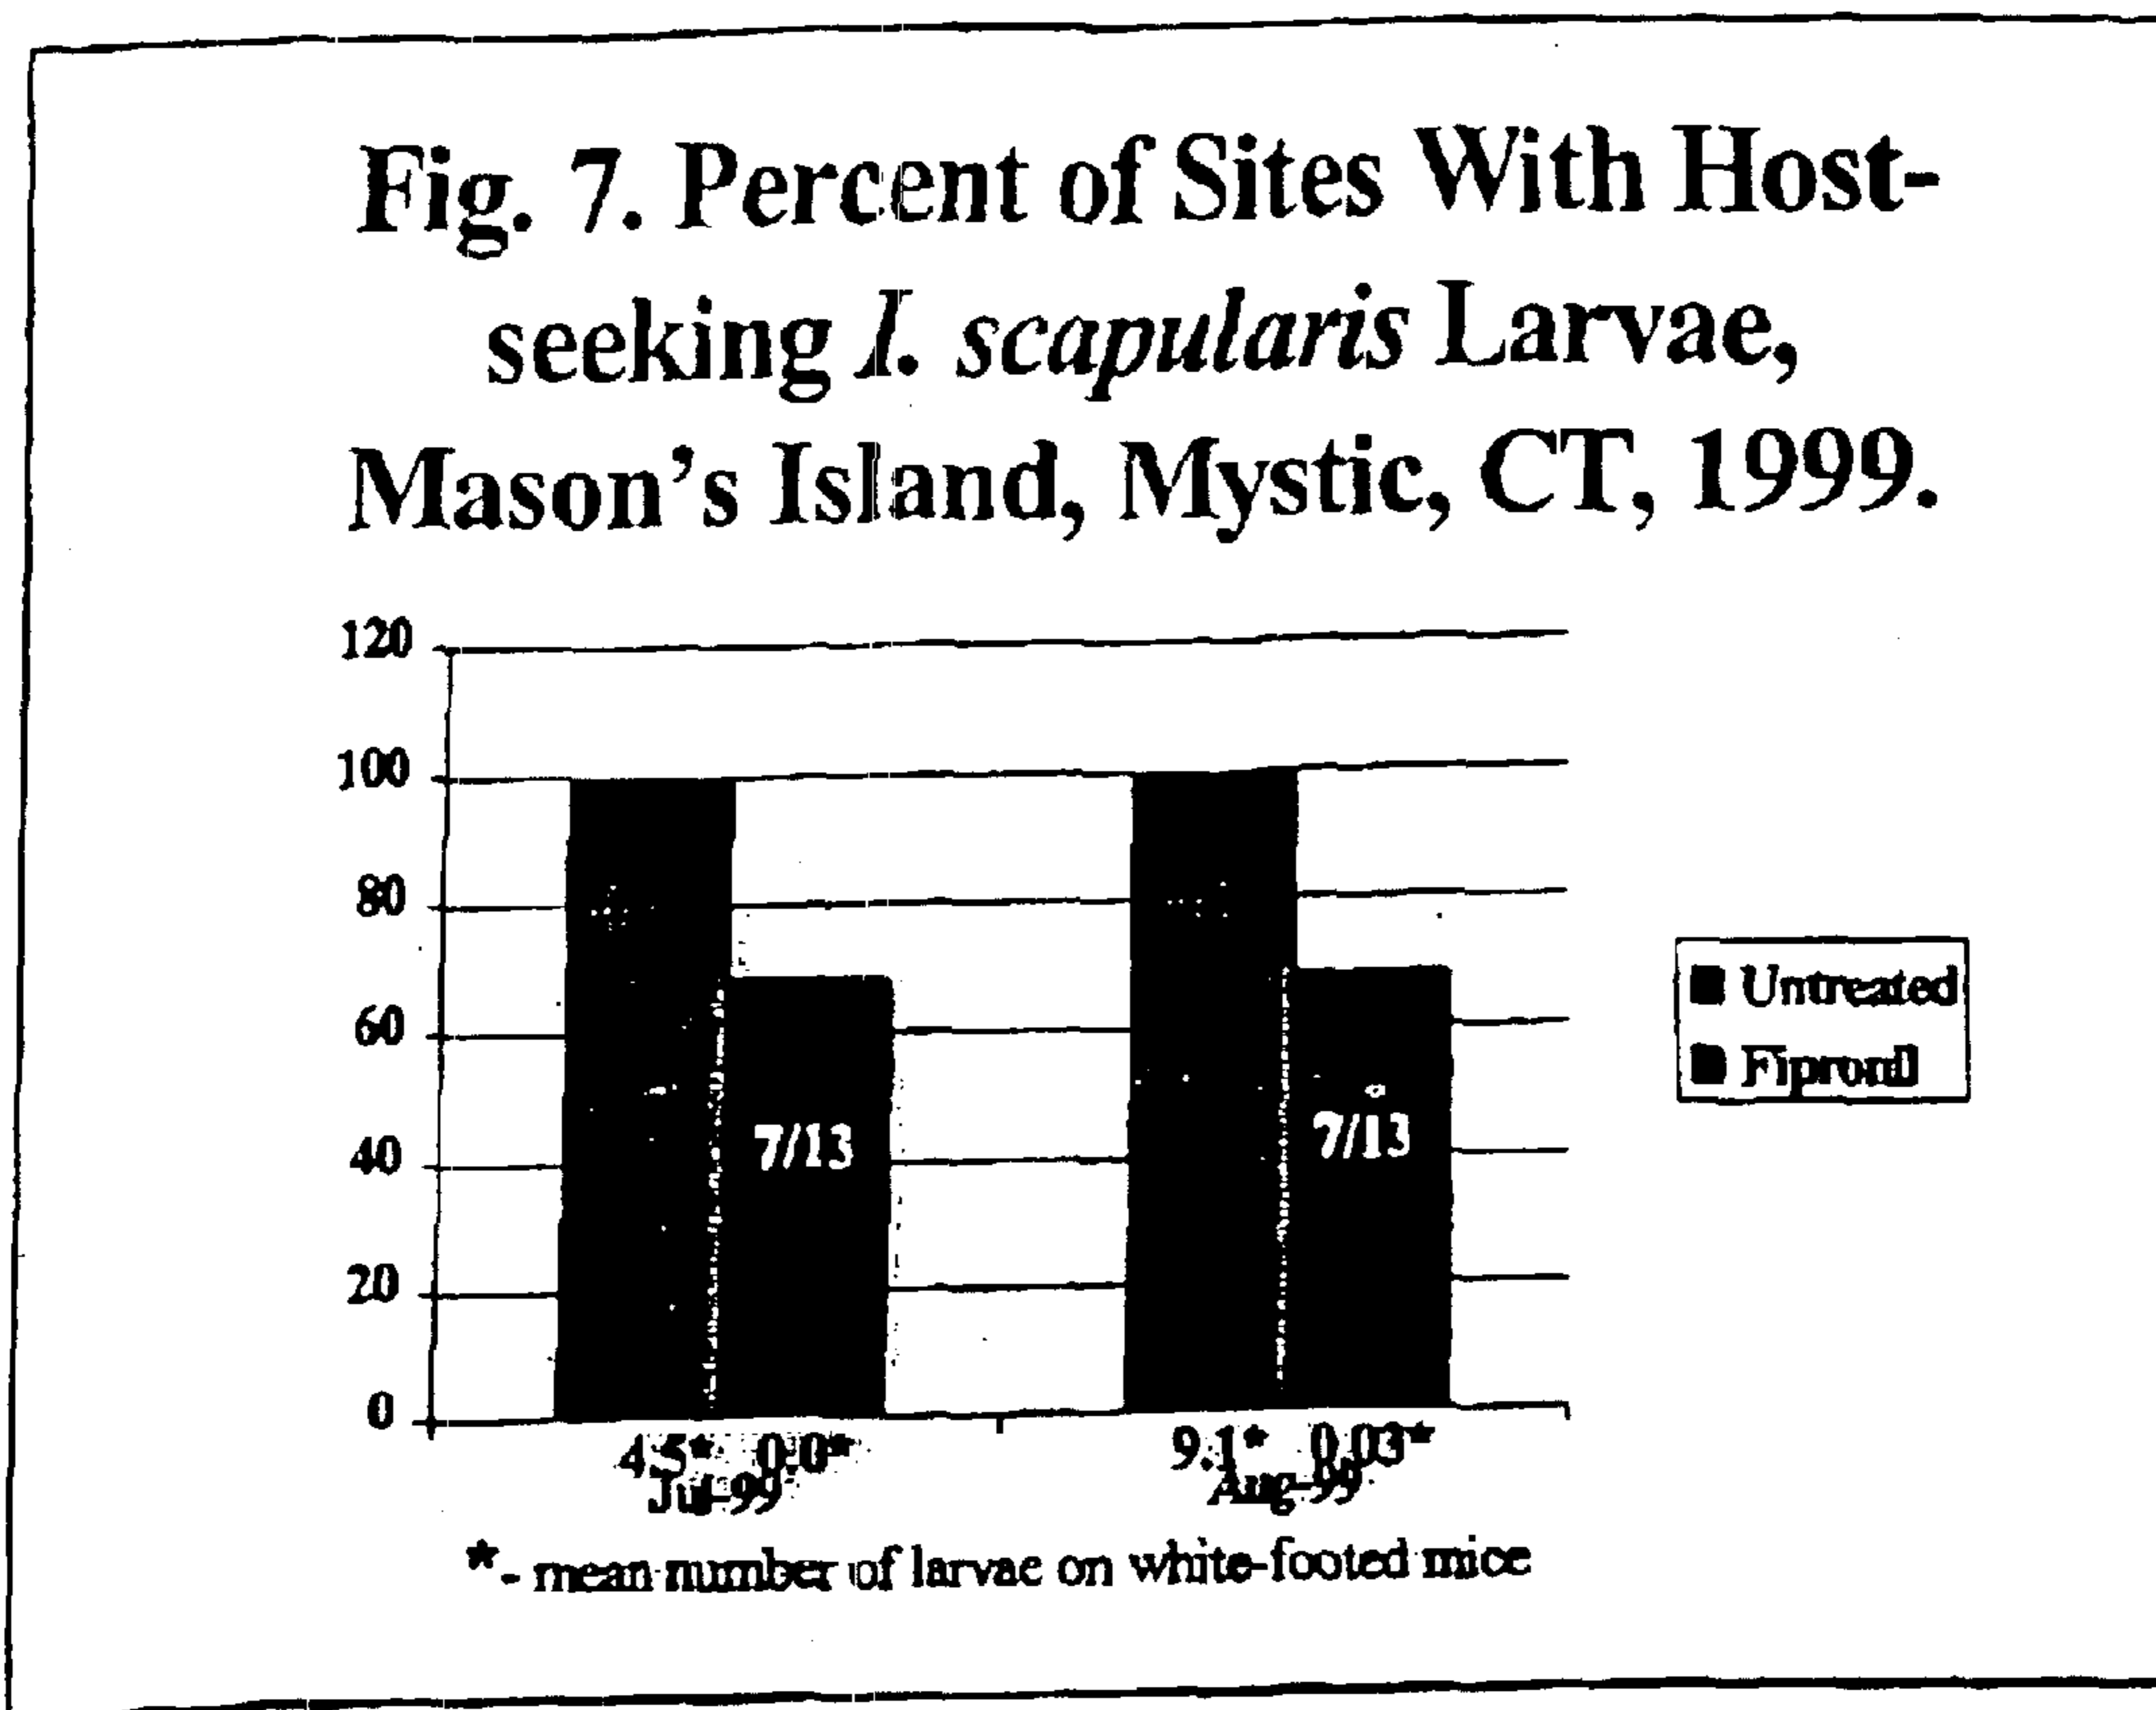 Fig. 7. Percent of Sites With Host-
seeking I. scapularis Larvae,
Mason's Island, Mystic, CT, 1999.
120
100
80
60
40
20
0
7/13
7/13
Untreated
Fipronil
4.5* 0.0*
Jul-99
9.1* 0.03*
Aug-99
* - mean number of larvae on white-footed mice